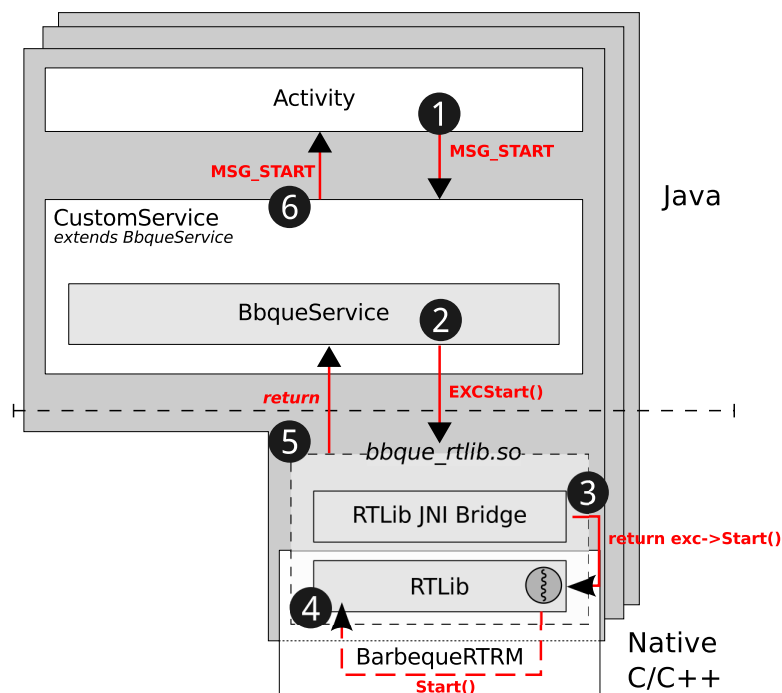 Activity
1
MSG_START
MSG_START
6
Java
CustomService
extends BbqueService
BbqueService
2
return
EXCStart()
5
bbque_rtlib.so
3
RTLib JNI Bridge
return exc->Start()
RTLib
4
BarbequeRTRM
Start()
Native
C/C++